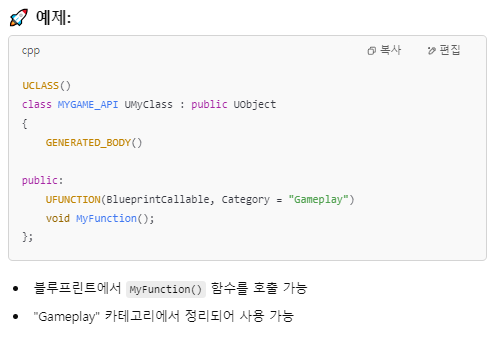 🚀 예제:
cpp 복사 편집
UCLASS()
class MYGAME_API UMyClass : public UObject
{
    GENERATED_BODY()

public:
    UFUNCTION(BlueprintCallable, Category = "Gameplay")
    void MyFunction();
};
• 블루프린트에서 MyFunction() 함수를 호출 가능
• "Gameplay" 카테고리에서 정리되어 사용 가능